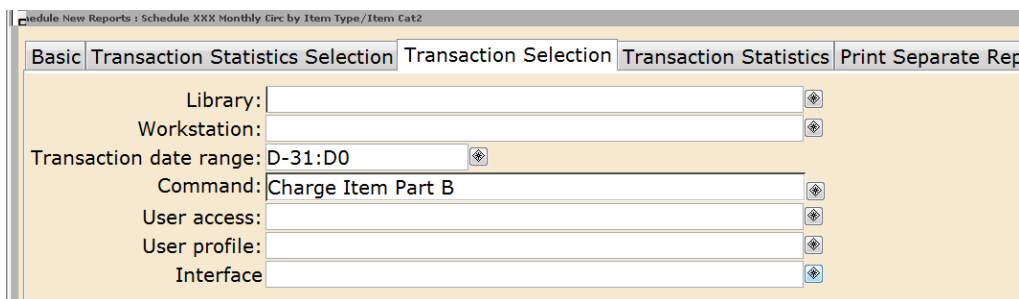 hedule New Reports : Schedule XXX Monthly Circ by Item Type/Item Cat2
Basic Transaction Statistics Selection Transaction Selection Transaction Statistics Print Separate Rep
Library:
Workstation:
Transaction date range: D-31:D0
Command: Charge Item Part B
User access:
User profile:
Interface